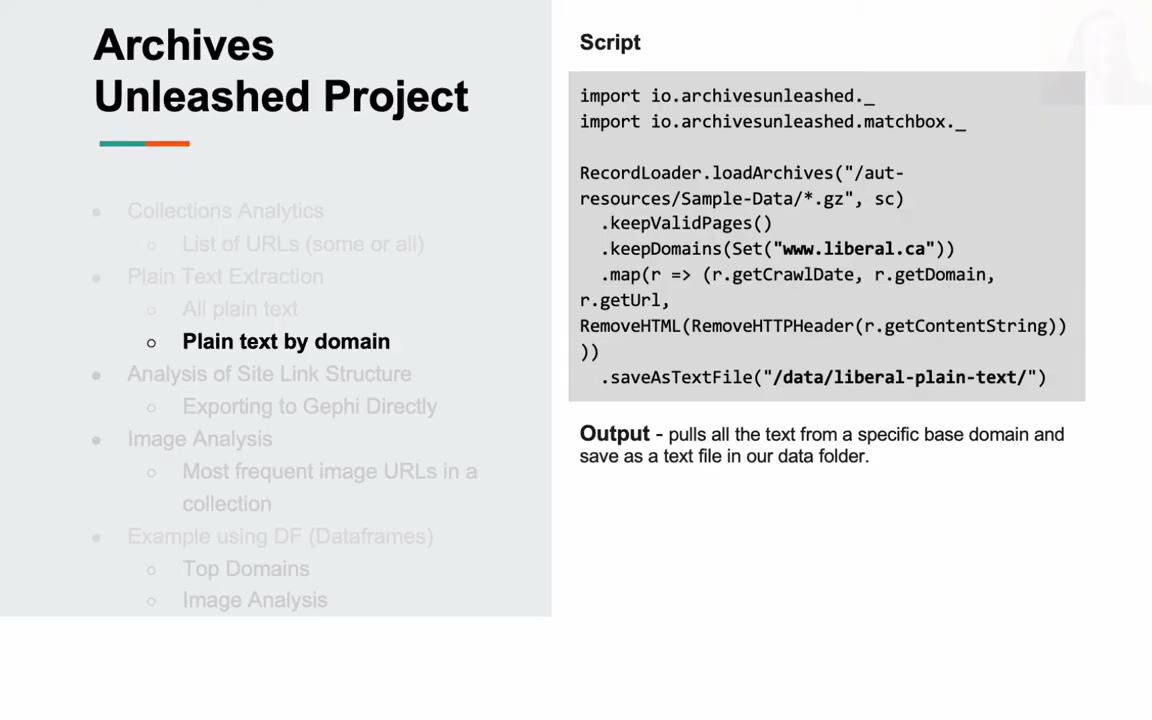 Archives
Unleashed Project
● Collections Analytics
○ List of URLs (some or all)
● Plain Text Extraction
○ All plain text
○ Plain text by domain
● Analysis of Site Link Structure
○ Exporting to Gephi Directly
● Image Analysis
○ Most frequent image URLs in a
collection
● Example using DF (Dataframes)
○ Top Domains
○ Image Analysis
Script
import io.archivesunleashed._
import io.archivesunleashed.matchbox._
RecordLoader.loadArchives("/aut-
resources/Sample-Data/*.gz", sc)
.keepValidPages()
.keepDomains(Set("www.liberal.ca"))
.map(r => (r.getCrawlDate, r.getDomain,
r.getUrl,
RemoveHTML(RemoveHTTPHeader(r.getContentString))
))
.saveAsTextFile("/data/liberal-plain-text/")
Output - pulls all the text from a specific base domain and
save as a text file in our data folder.